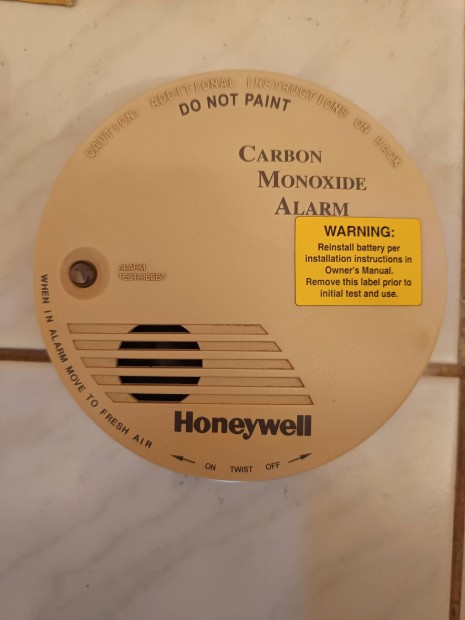 CAUTION: ADDITIONAL INSTRUCTIONS ON BACK
DO NOT PAINT
CARBON
MONOXIDE
ALARM
WARNING:
Reinstall battery per
installation instructions in
Owner's Manual.
Remove this label prior to
initial test and use.
ALARM
TEST/RESET
WHEN IN ALARM MOVE TO FRESH AIR
Honeywell
ON TWIST OFF